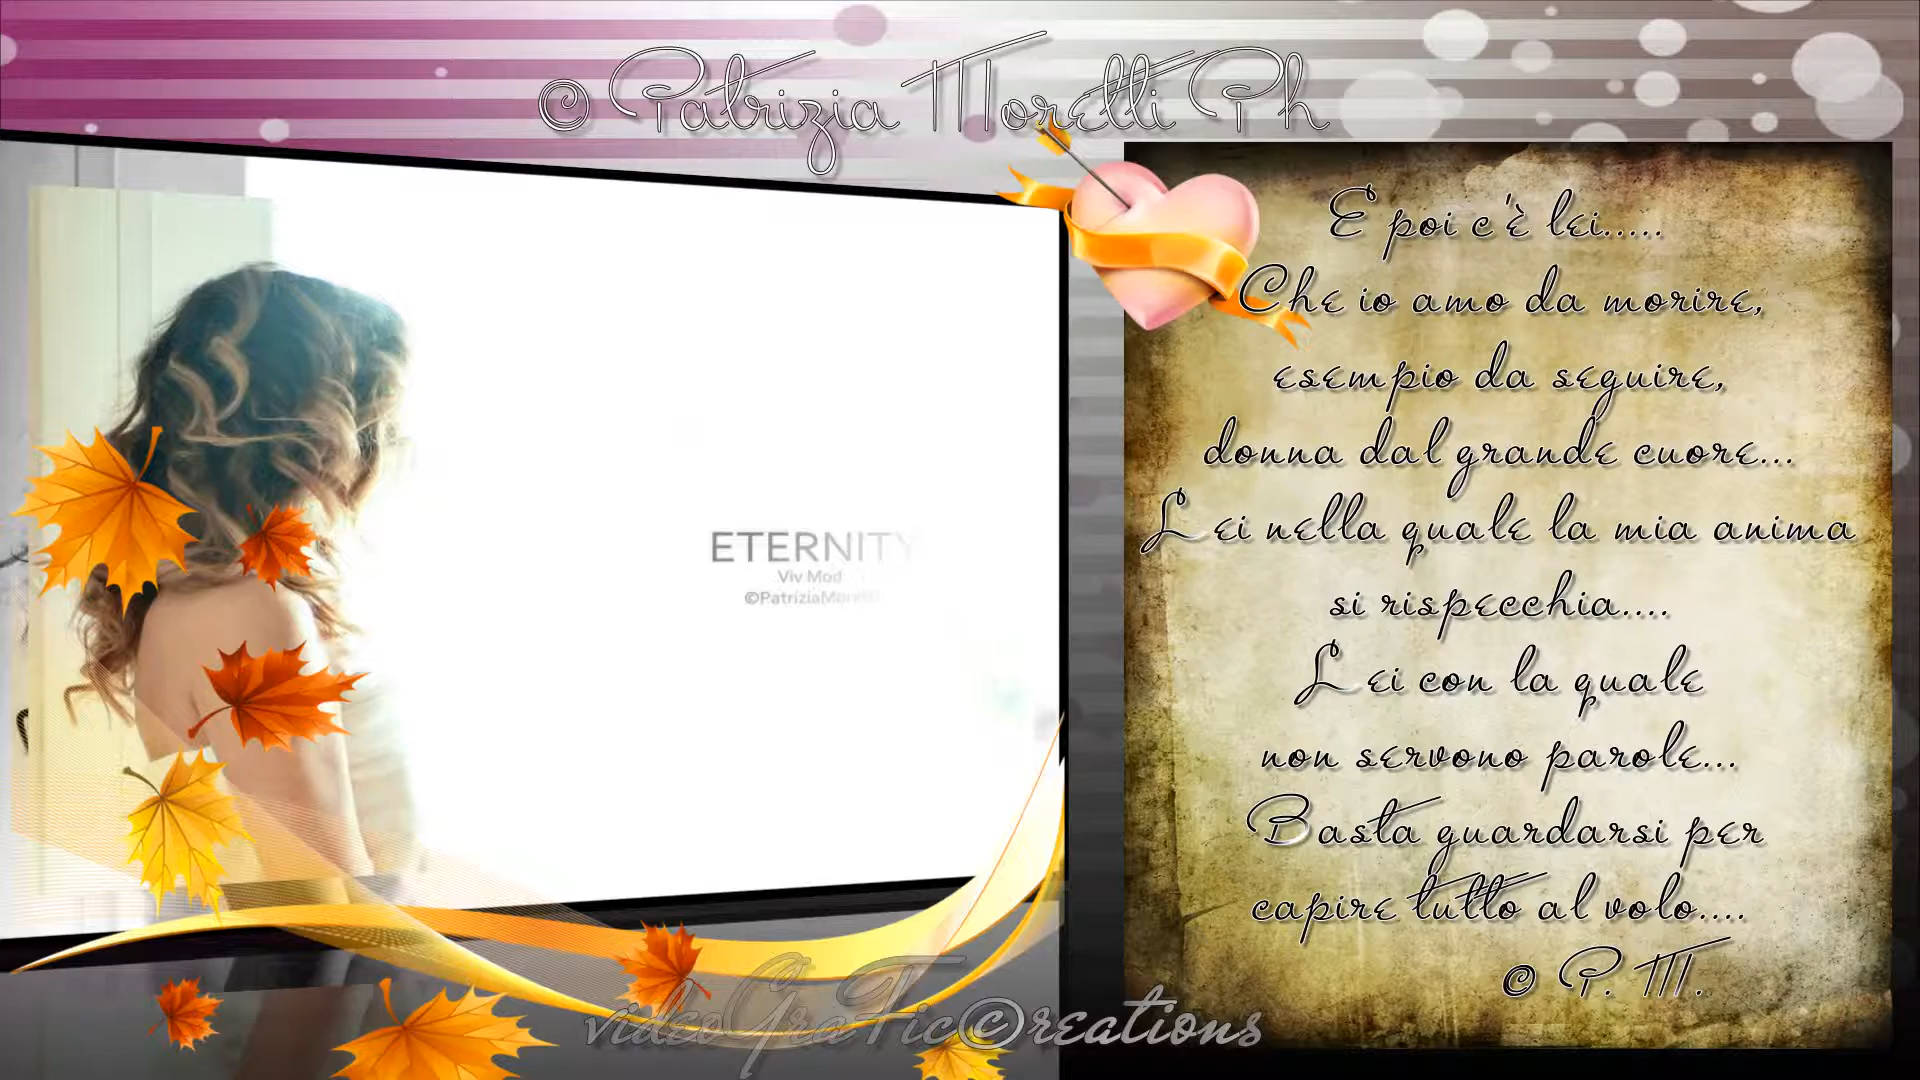 © Patrizia Moretti Ph
ETERNITY
Viv Mod
©PatriziaMoretti
E poi c'è lei.....
Che io amo da morire,
esempio da seguire,
donna dal grande cuore...
Lei nella quale la mia anima
si rispecchia....
Lei con la quale
non servono parole...
Basta guardarsi per
capire tutto al volo....
© P. M.
videoGraFic©reations